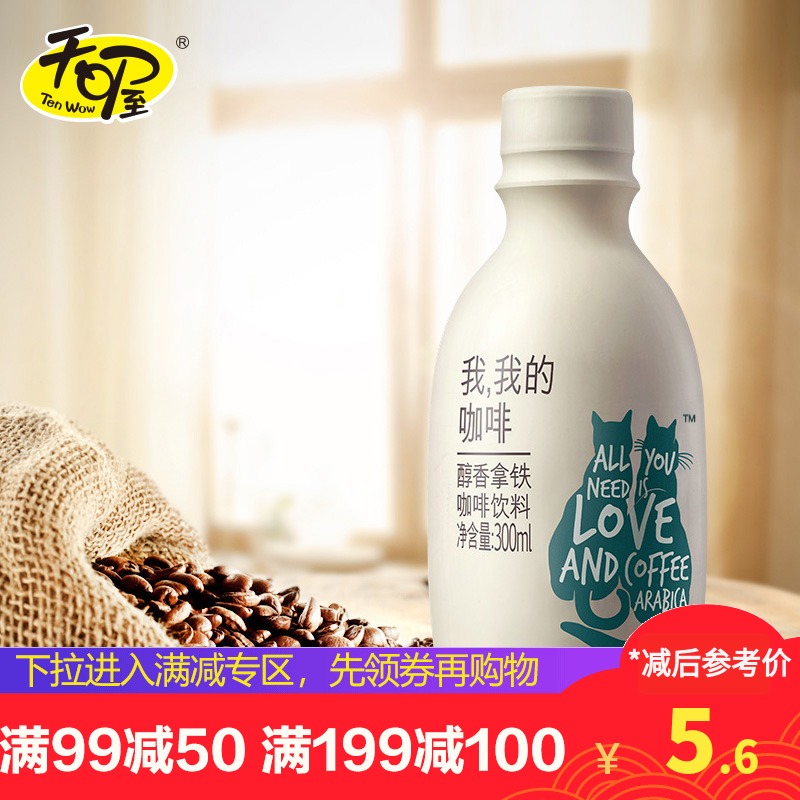 天喔至
®
Ten Wow
我,我的
咖啡
醇香拿铁
咖啡饮料
净含量:300ml
™
ALL YOU
NEED IS
LOVE
AND COFFEE
ARABICA
下拉进入满减专区，先领券再购物
*减后参考价
满99减50 满199减100
¥ 5.6